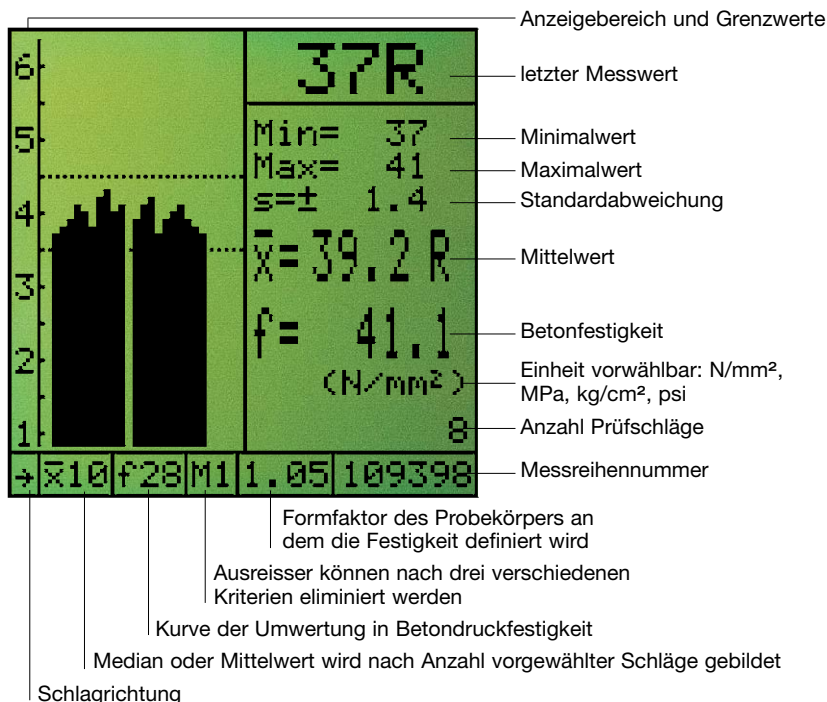 Anzeigebereich und Grenzwerte
6
37R
letzter Messwert
5
Min= 37
Minimalwert
Max= 41
Maximalwert
s=± 1.4
Standardabweichung
4
x̄=39.2 R
Mittelwert
3
f= 41.1
Betonfestigkeit
2
(N/mm²)
Einheit vorwählbar: N/mm²,
MPa, kg/cm², psi
1
8
Anzahl Prüfschläge
→ x̄10 f28 M1 1.05 109398
Messreihennummer
Formfaktor des Probekörpers an
dem die Festigkeit definiert wird
Ausreisser können nach drei verschiedenen
Kriterien eliminiert werden
Kurve der Umwertung in Betondruckfestigkeit
Median oder Mittelwert wird nach Anzahl vorgewählter Schläge gebildet
Schlagrichtung